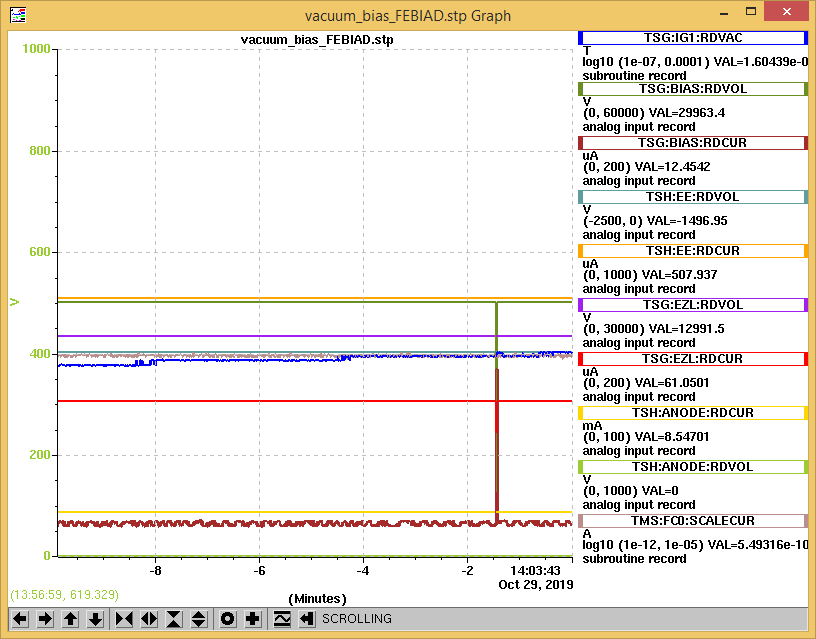 vacuum_bias_FEBIAD.stp Graph
vacuum_bias_FEBIAD.stp
1000
800
600
V
400
200
0
-8
-6
-4
-2
14:03:43
Oct 29, 2019
(13:56:59, 619.329)
(Minutes)
TSG:IG1:RDVAC
T
log10 (1e-07, 0.0001) VAL=1.60439e-0
subroutine record
TSG:BIAS:RDVOL
V
(0, 60000) VAL=29963.4
analog input record
TSG:BIAS:RDCUR
uA
(0, 200) VAL=12.4542
analog input record
TSH:EE:RDVOL
V
(-2500, 0) VAL=-1496.95
analog input record
TSH:EE:RDCUR
uA
(0, 1000) VAL=507.937
analog input record
TSG:EZL:RDVOL
V
(0, 30000) VAL=12991.5
analog input record
TSG:EZL:RDCUR
uA
(0, 200) VAL=61.0501
analog input record
TSH:ANODE:RDCUR
mA
(0, 100) VAL=8.54701
analog input record
TSH:ANODE:RDVOL
V
(0, 1000) VAL=0
analog input record
TMS:FC0:SCALECUR
A
log10 (1e-12, 1e-05) VAL=5.49316e-10
subroutine record
SCROLLING